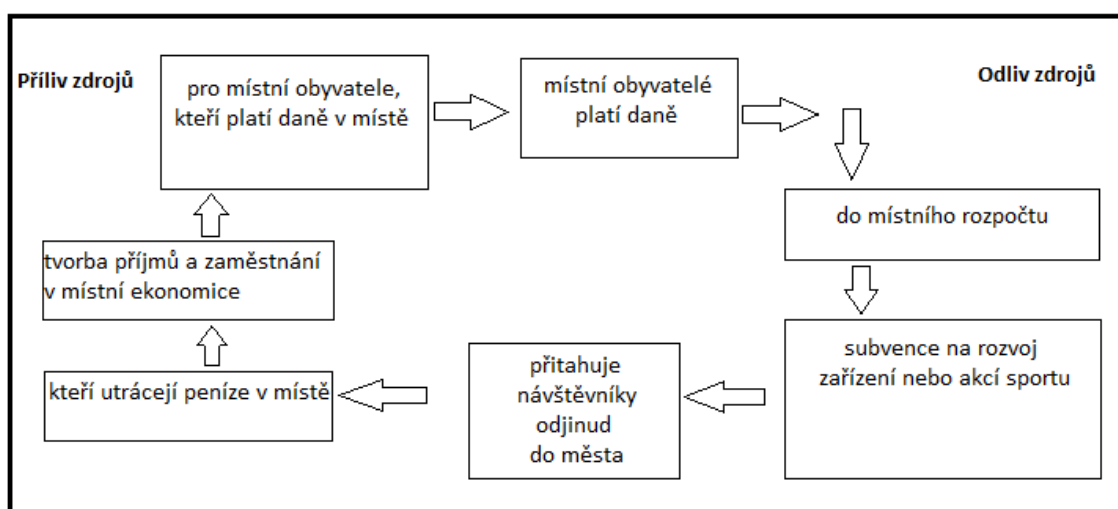 Příliv zdrojů
pro místní obyvatele,
kteří platí daně v místě
místní obyvatelé
platí daně
Odliv zdrojů
do místního rozpočtu
subvence na rozvoj
zařízení nebo akcí sportu
přitahuje
návštěvníky
odjinud
do města
kteří utrácejí peníze v místě
tvorba příjmů a zaměstnání
v místní ekonomice